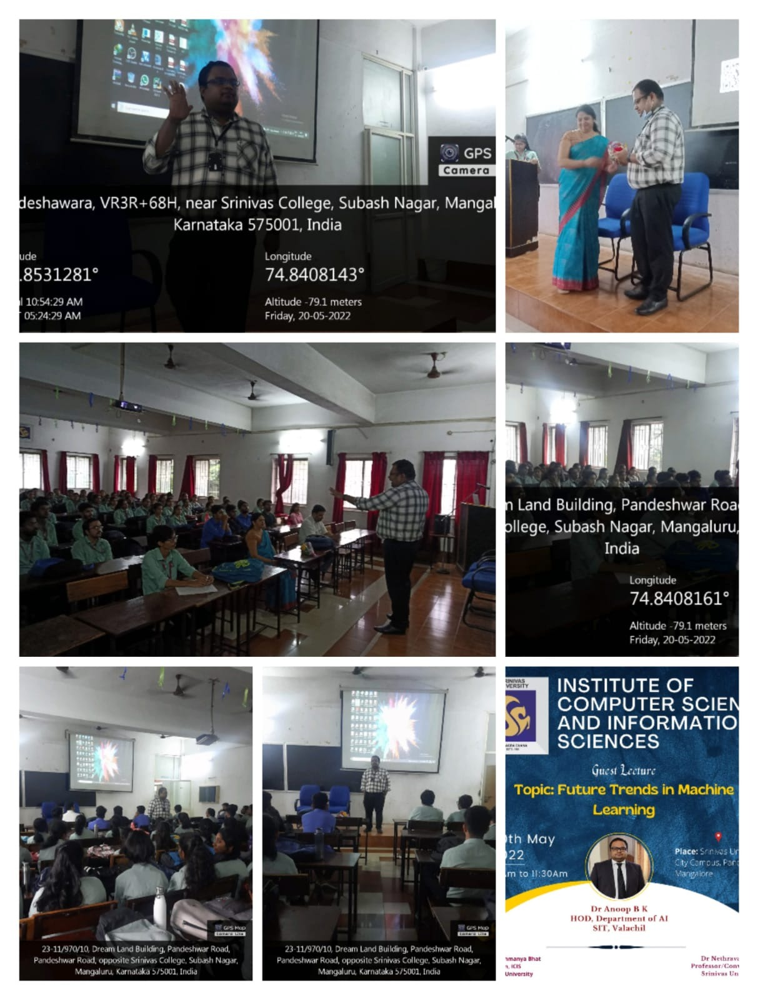 GPS
Camera
deshawara, VR3R+68H, near Srinivas College, Subash Nagar, Mangal
Karnataka 575001, India
ude
.8531281°
Longitude
74.8408143°
10:54:29 AM
05:24:29 AM
Altitude -79.1 meters
Friday, 20-05-2022
m Land Building, Pandeshwar Roa
ollege, Subash Nagar, Mangaluru,
India
Longitude
74.8408161°
Altitude -79.1 meters
Friday, 20-05-2022
GPS Map
Camera Lite
23-11/970/10, Dream Land Building, Pandeshwar Road,
Pandeshwar Road, opposite Srinivas College, Subash Nagar,
Mangaluru, Karnataka 575001, India
GPS Map
Camera Lite
23-11/970/10, Dream Land Building, Pandeshwar Road,
Pandeshwar Road, opposite Srinivas College, Subash Nagar,
Mangaluru, Karnataka 575001, India
RINIVAS
VERSITY
INSTITUTE OF
COMPUTER SCIEN
AND INFORMATIO
SCIENCES
Guest Lecture
Topic: Future Trends in Machine
Learning
0th May
022
m to 11:30Am
Place: Srinivas Un
City Campus, Pand
Mangalore
Dr Anoop B K
HOD, Department of AI
SIT, Valachil
hmanya Bhat
n, ICIS
University
Dr Nethrava
Professor/Conv
Srinivas Un